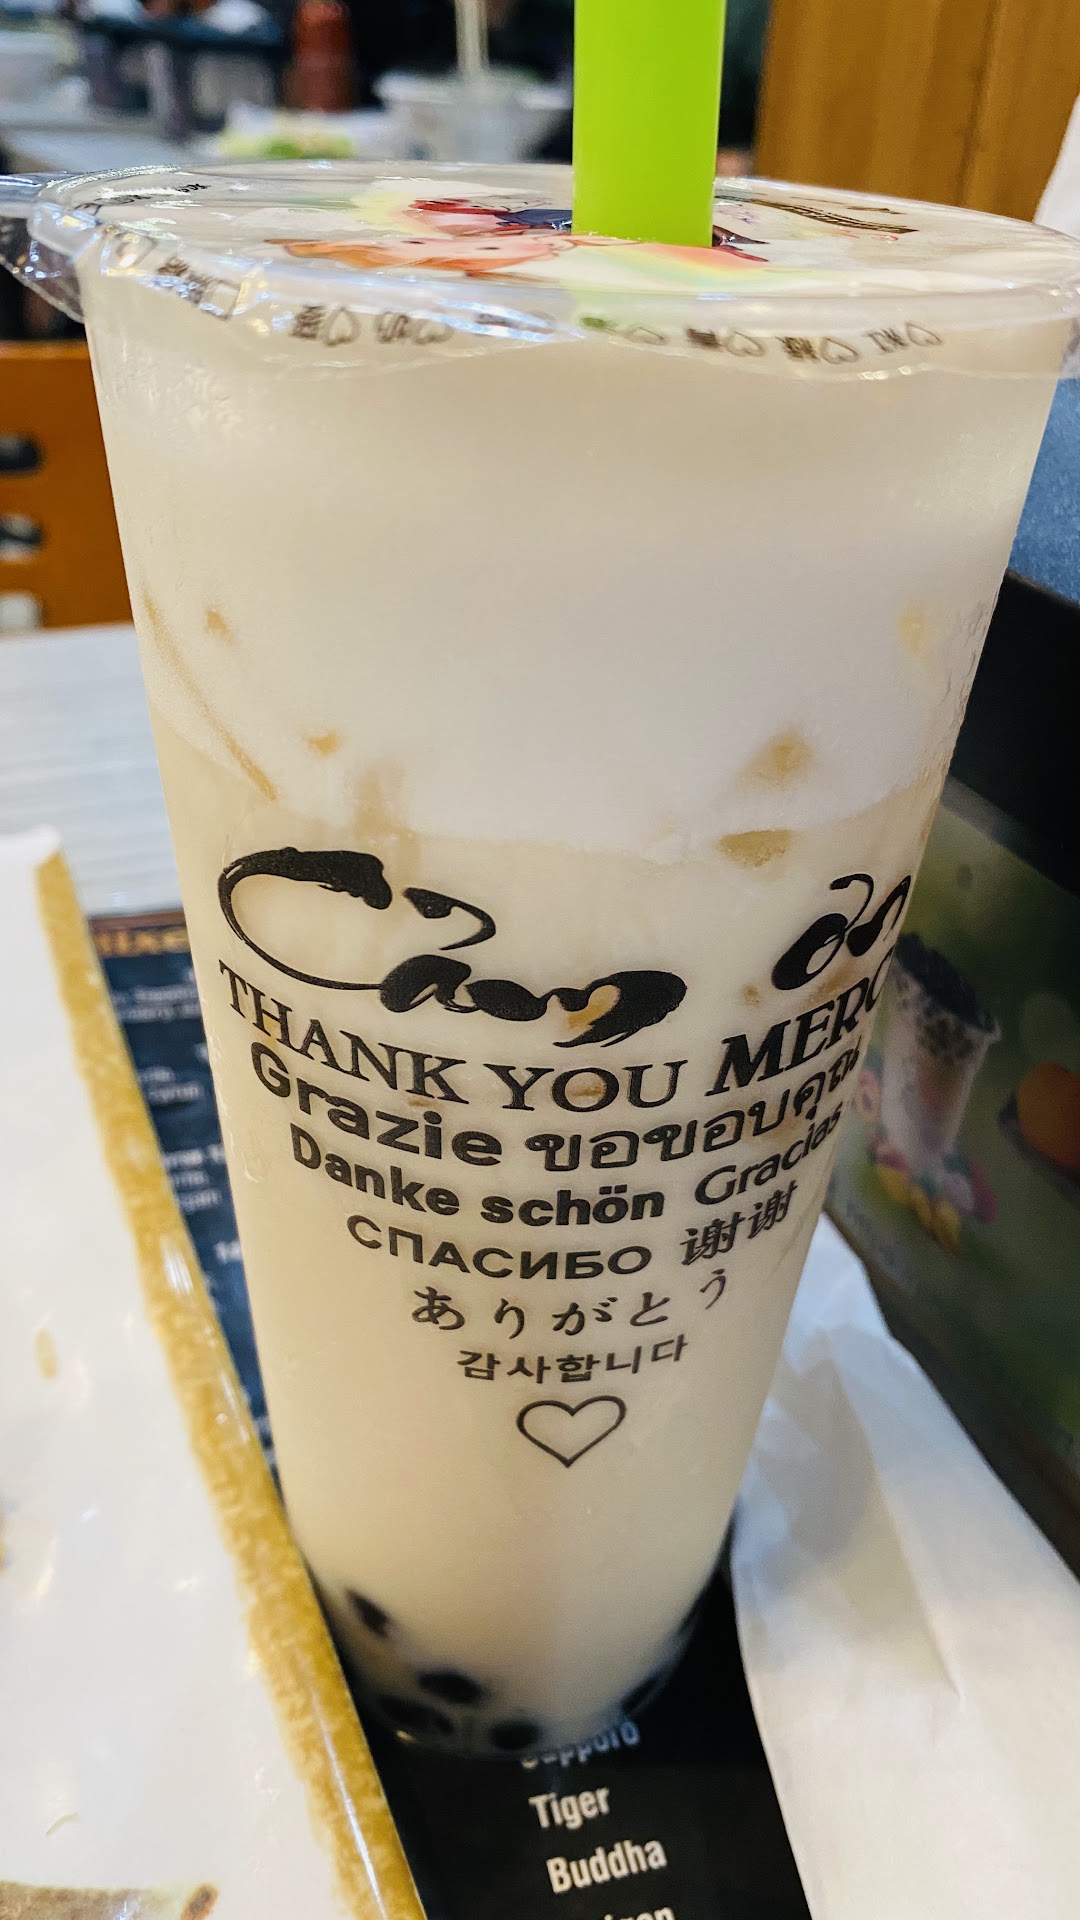 Cảm ơn
THANK YOU MERC
Grazie ขอขอบคุณ
Danke schön Gracias
СПАСИБО 谢谢
ありがとう
감사합니다
Sapporo
Tiger
Buddha